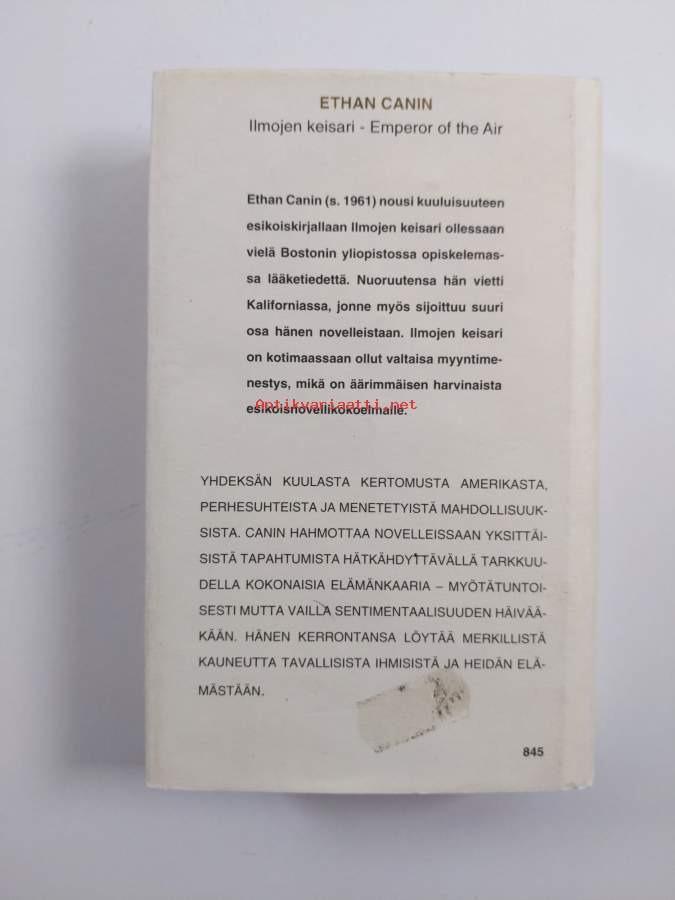 ETHAN CANIN
Ilmojen keisari - Emperor of the Air
Ethan Canin (s. 1961) nousi kuuluisuuteen
esikoiskirjallaan Ilmojen keisari ollessaan
vielä Bostonin yliopistossa opiskelemas-
sa lääketiedettä. Nuoruutensa hän vietti
Kaliforniassa, jonne myös sijoittuu suuri
osa hänen novelleistaan. Ilmojen keisari
on kotimaassaan ollut valtaisa myyntime-
nestys, mikä on äärimmäisen harvinaista
esikoisnovellikokoelmalle.
Antikvariaatti.net
YHDEKSÄN KUULASTA KERTOMUSTA AMERIKASTA,
PERHESUHTEISTA JA MENETETYISTÄ MAHDOLLISUUK-
SISTA. CANIN HAHMOTTAA NOVELLEISSAAN YKSITTÄI-
SISTÄ TAPAHTUMISTA HÄTKÄHDYTTÄVÄLLÄ TARKKUU-
DELLA KOKONAISIA ELÄMÄNKAARIA – MYÖTÄTUNTOI-
SESTI MUTTA VAILLA SENTIMENTAALISUUDEN HÄIVÄÄ-
KÄÄN. HÄNEN KERRONTANSA LÖYTÄÄ MERKILLISTÄ
KAUNEUTTA TAVALLISISTA IHMISISTÄ JA HEIDÄN ELÄ-
MÄSTÄÄN.
845